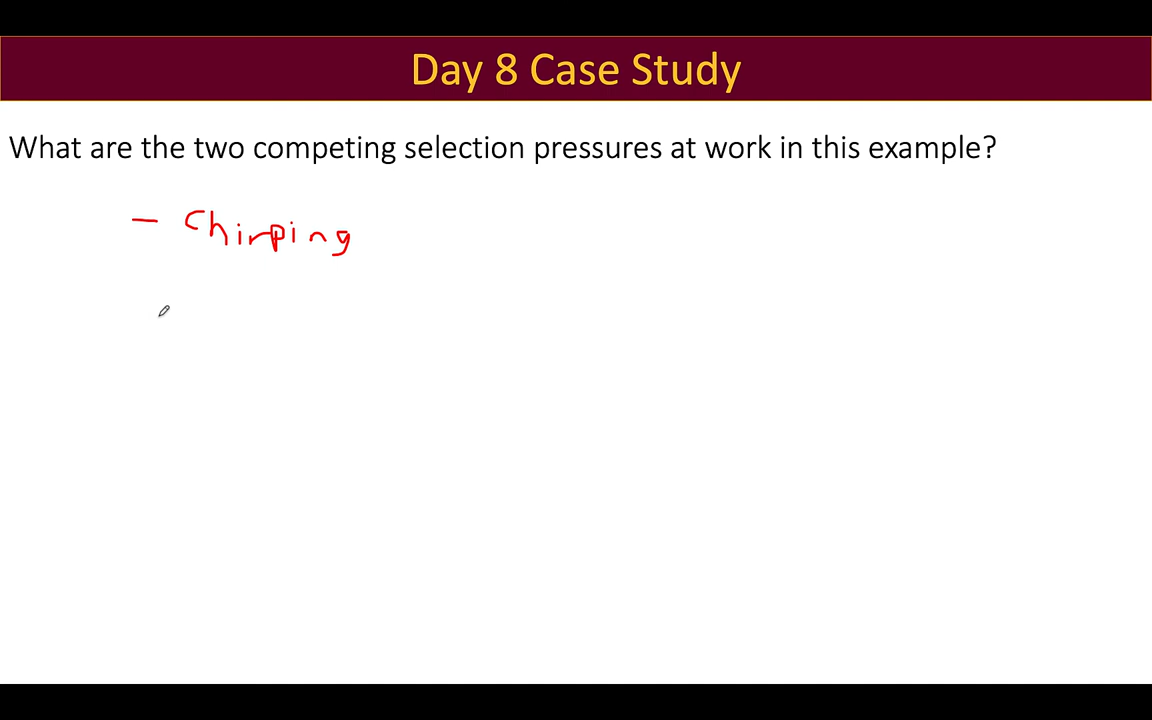 Day 8 Case Study
What are the two competing selection pressures at work in this example?
- Chirping